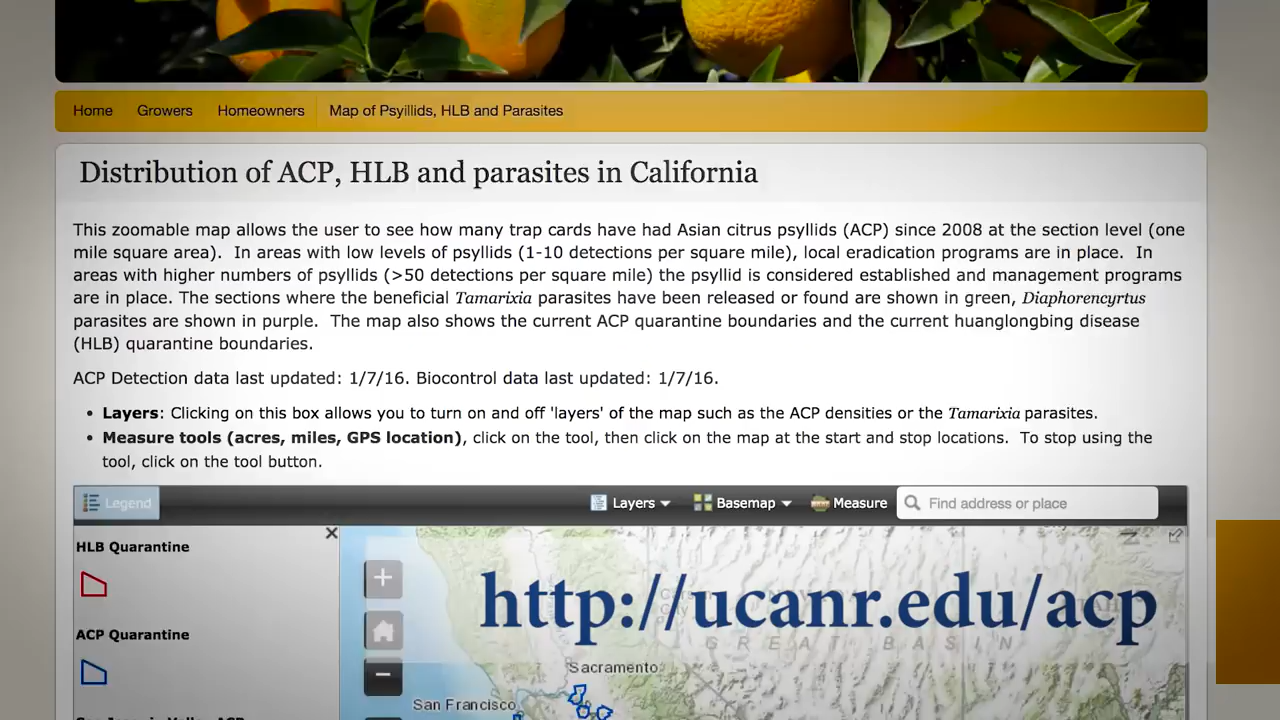 Home Growers Homeowners Map of Psyillids, HLB and Parasites
Distribution of ACP, HLB and parasites in California
This zoomable map allows the user to see how many trap cards have had Asian citrus psyllids (ACP) since 2008 at the section level (one
mile square area). In areas with low levels of psyllids (1-10 detections per square mile), local eradication programs are in place. In
areas with higher numbers of psyllids (>50 detections per square mile) the psyllid is considered established and management programs
are in place. The sections where the beneficial Tamarixia parasites have been released or found are shown in green, Diaphorencyrtus
parasites are shown in purple. The map also shows the current ACP quarantine boundaries and the current huanglongbing disease
(HLB) quarantine boundaries.
ACP Detection data last updated: 1/7/16. Biocontrol data last updated: 1/7/16.
• Layers: Clicking on this box allows you to turn on and off 'layers' of the map such as the ACP densities or the Tamarixia parasites.
• Measure tools (acres, miles, GPS location), click on the tool, then click on the map at the start and stop locations. To stop using the
tool, click on the tool button.
Legend Layers Basemap Measure Find address or place
HLB Quarantine
ACP Quarantine
http://ucanr.edu/acp
GREAT BASIN
Sacramento
San Francisco